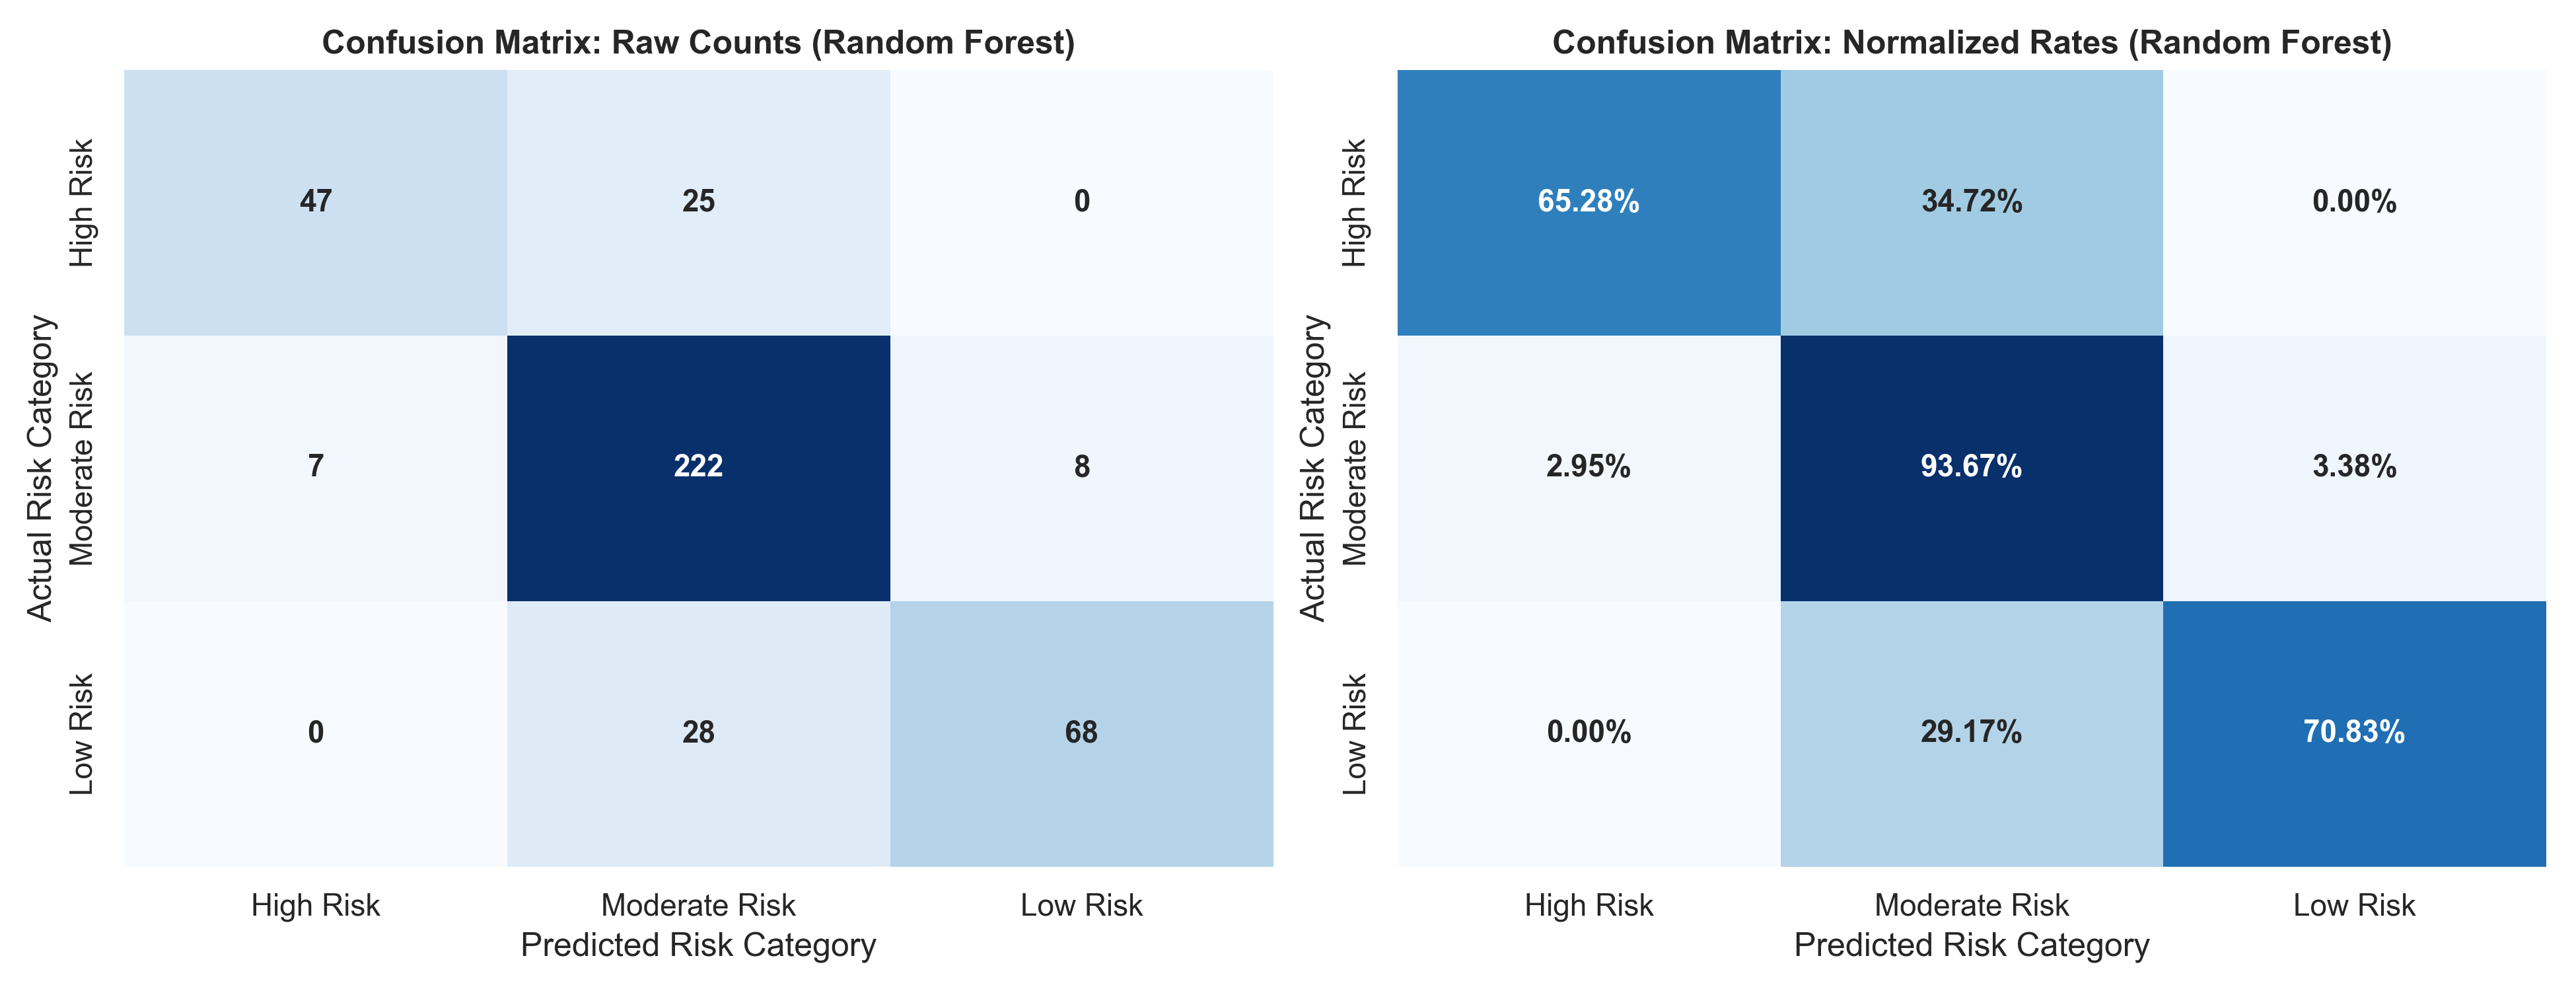 Confusion Matrix: Raw Counts (Random Forest)
Actual Risk Category
High Risk
Moderate Risk
Low Risk
47 25 0
7 222 8
0 28 68
High Risk Moderate Risk Low Risk
Predicted Risk Category
Confusion Matrix: Normalized Rates (Random Forest)
Actual Risk Category
High Risk
Moderate Risk
Low Risk
65.28% 34.72% 0.00%
2.95% 93.67% 3.38%
0.00% 29.17% 70.83%
High Risk Moderate Risk Low Risk
Predicted Risk Category